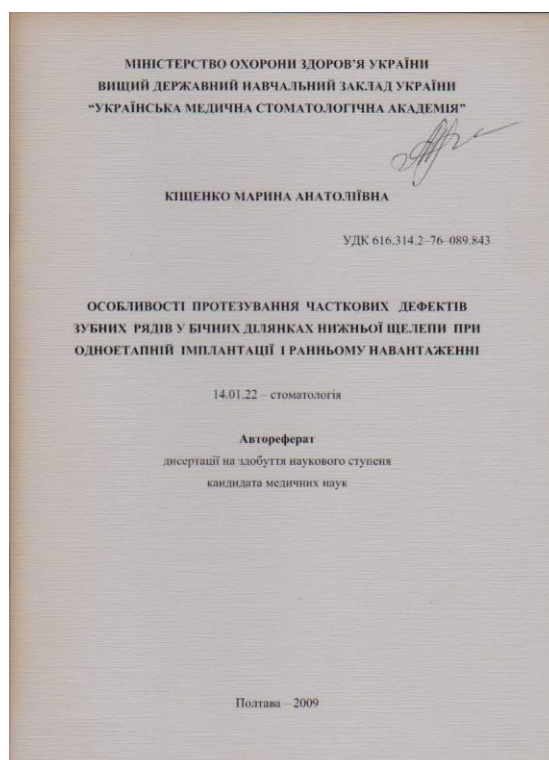 МІНІСТЕРСТВО ОХОРОНИ ЗДОРОВ'Я УКРАЇНИ
ВИЩИЙ ДЕРЖАВНИЙ НАВЧАЛЬНИЙ ЗАКЛАД УКРАЇНИ
“УКРАЇНСЬКА МЕДИЧНА СТОМАТОЛОГІЧНА АКАДЕМІЯ”
КІЩЕНКО МАРИНА АНАТОЛІЇВНА
УДК 616.314.2–76–089.843
ОСОБЛИВОСТІ ПРОТЕЗУВАННЯ ЧАСТКОВИХ ДЕФЕКТІВ
ЗУБНИХ РЯДІВ У БІЧНИХ ДІЛЯНКАХ НИЖНЬОЇ ЩЕЛЕПИ ПРИ
ОДНОЕТАПНІЙ ІМПЛАНТАЦІЇ І РАННЬОМУ НАВАНТАЖЕННІ
14.01.22 – стоматологія
Автореферат
дисертації на здобуття наукового ступеня
кандидата медичних наук
Полтава – 2009